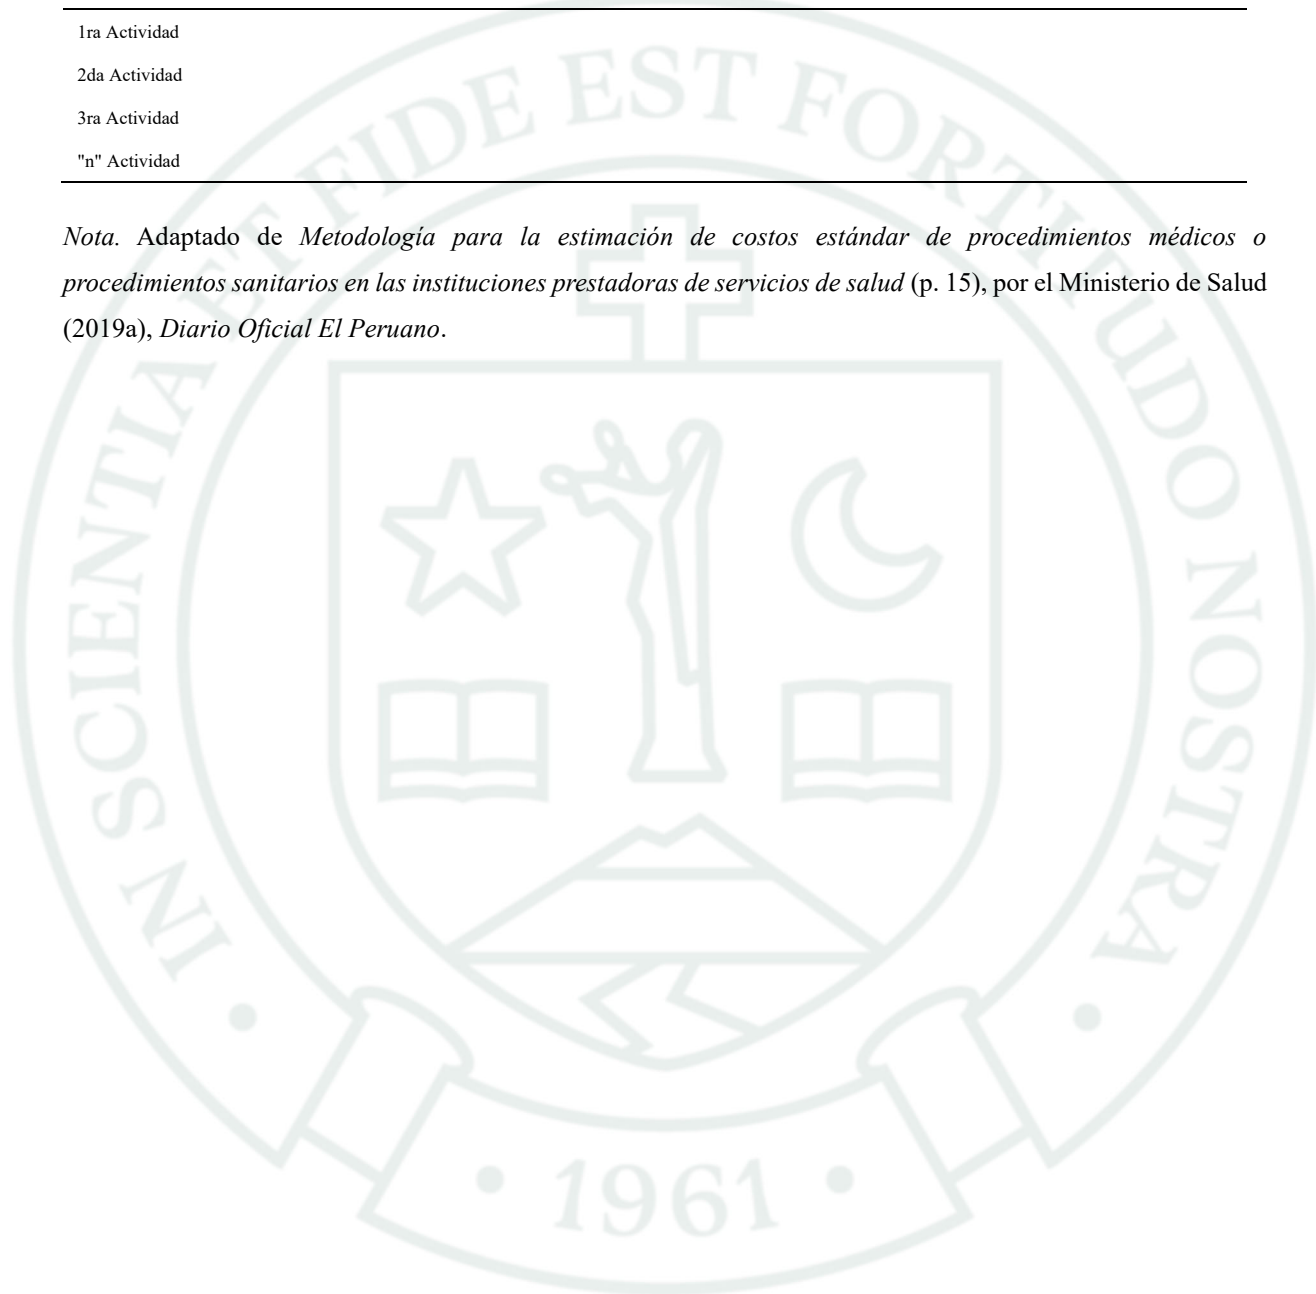 1ra Actividad
2da Actividad
3ra Actividad
"n" Actividad
Nota. Adaptado de Metodología para la estimación de costos estándar de procedimientos médicos o
procedimientos sanitarios en las instituciones prestadoras de servicios de salud (p. 15), por el Ministerio de Salud
(2019a), Diario Oficial El Peruano.
IN SCIENTIA ET FIDE EST FORTITUDO NOSTRA
• 1961 •